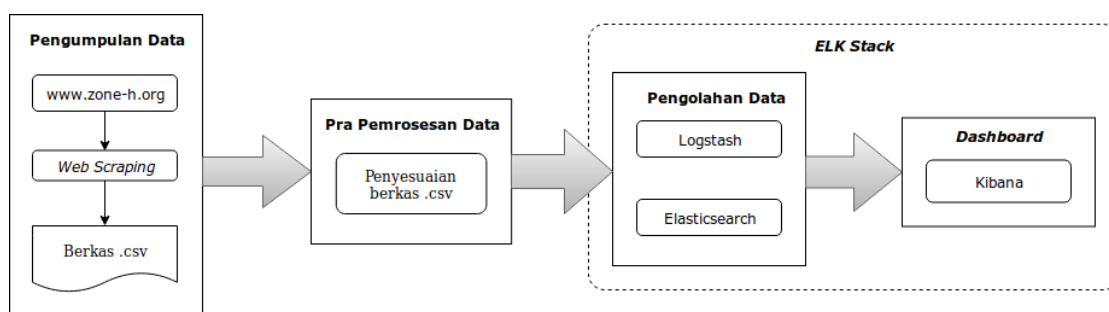 Pengumpulan Data
www.zone-h.org
Web Scraping
Berkas .csv
Pra Pemrosesan Data
Penyesuaian
berkas .csv
ELK Stack
Pengolahan Data
Logstash
Elasticsearch
Dashboard
Kibana